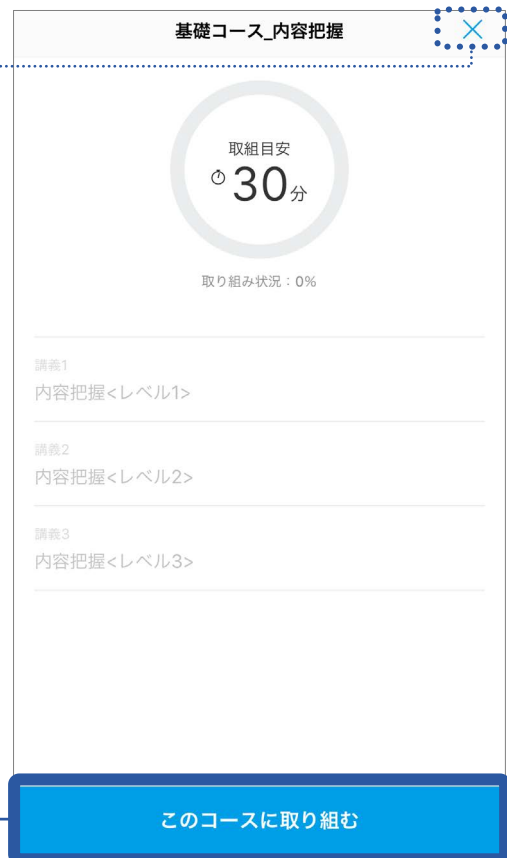 基礎コース_内容把握
取組目安
30分
取り組み状況：0%
講義1
内容把握<レベル1>
講義2
内容把握<レベル2>
講義3
内容把握<レベル3>
このコースに取り組む